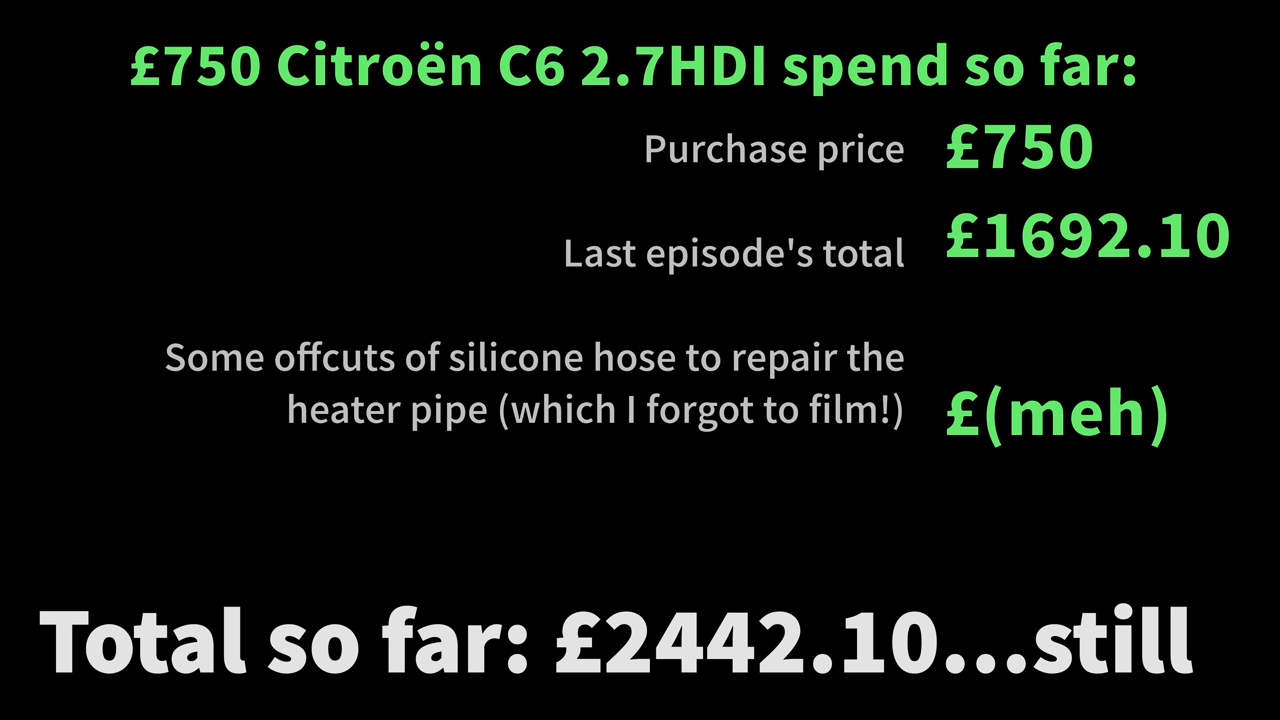 £750 Citroën C6 2.7HDI spend so far:
Purchase price £750
Last episode's total £1692.10
Some offcuts of silicone hose to repair the
heater pipe (which I forgot to film!) £(meh)
Total so far: £2442.10...still